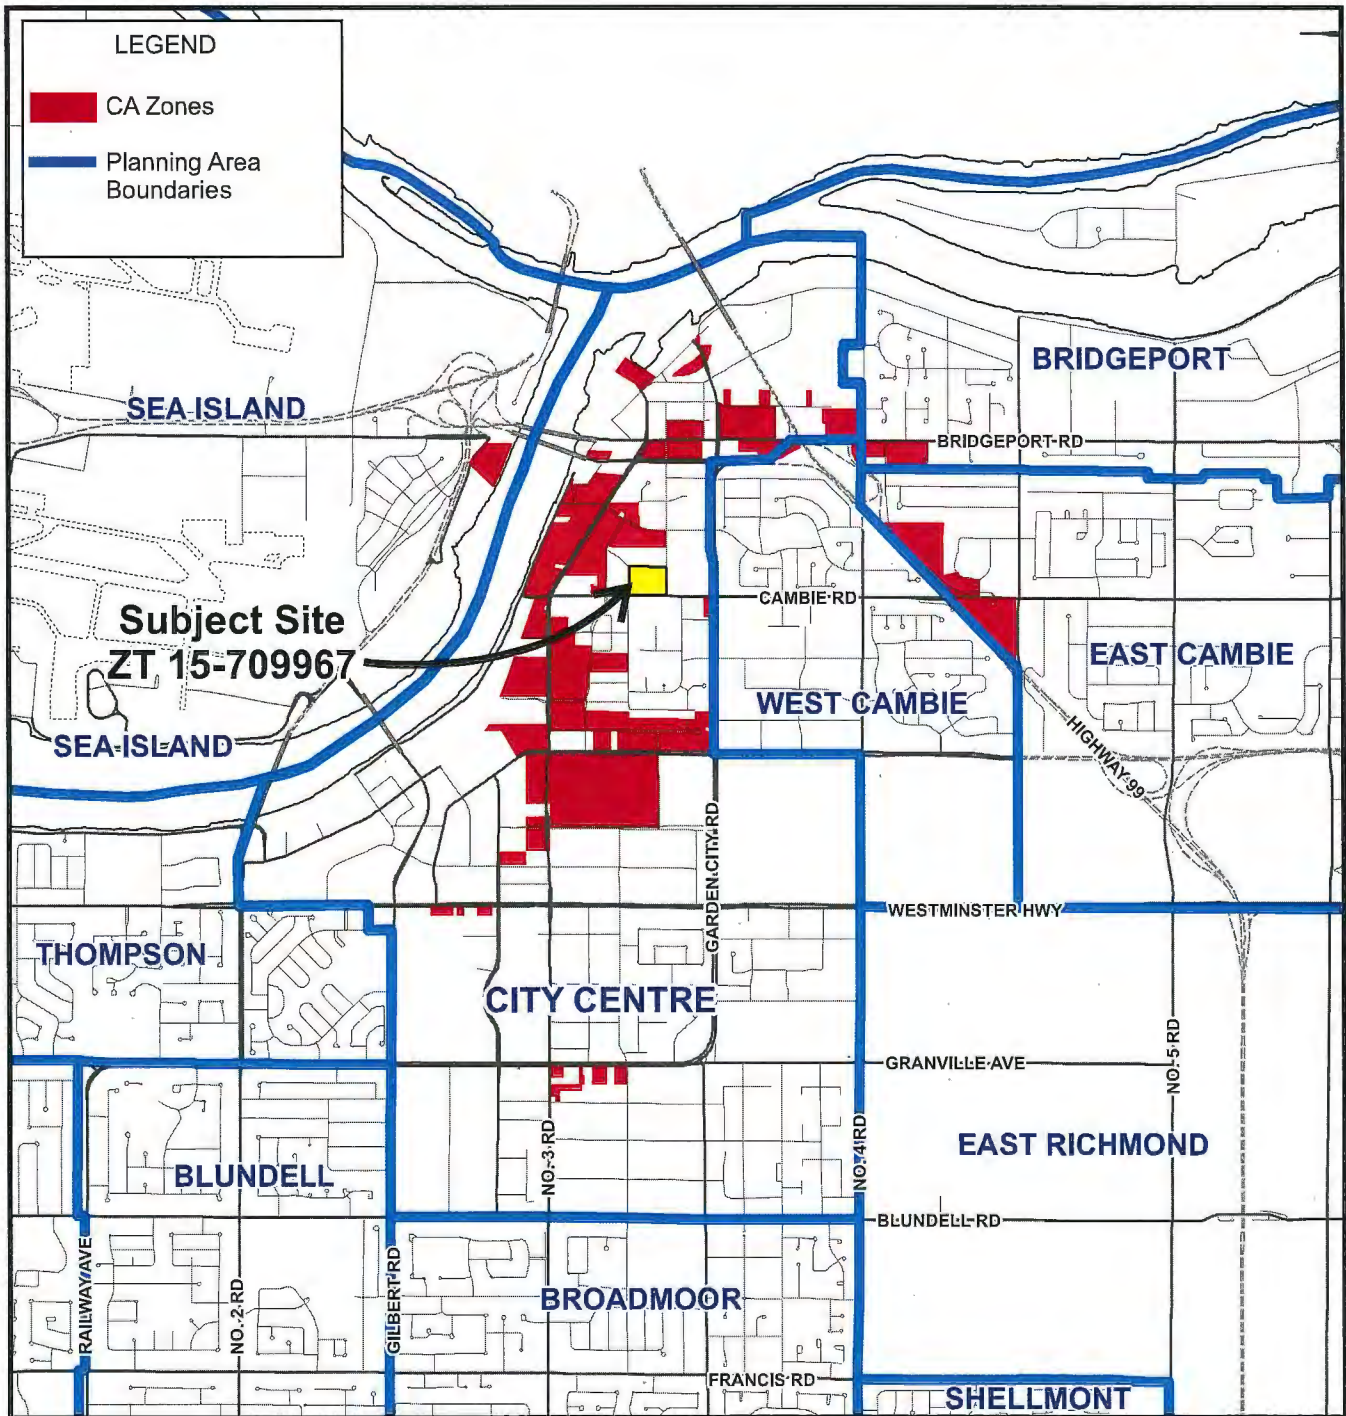 LEGEND
CA Zones
Planning Area
Boundaries
BRIDGEPORT
SEA ISLAND
BRIDGEPORT RD
Subject Site
ZT 15-709967
CAMBIE RD
EAST CAMBIE
WEST CAMBIE
SEA ISLAND
HIGHWAY 99
GARDEN CITY RD
WESTMINSTER HWY
THOMPSON
CITY CENTRE
GRANVILLE AVE
NO. 5 RD
NO. 3 RD
NO. 4 RD
EAST RICHMOND
BLUNDELL
BLUNDELL RD
RAILWAY AVE
NO. 2 RD
GILBERT RD
BROADMOOR
FRANCIS RD
SHELLMONT